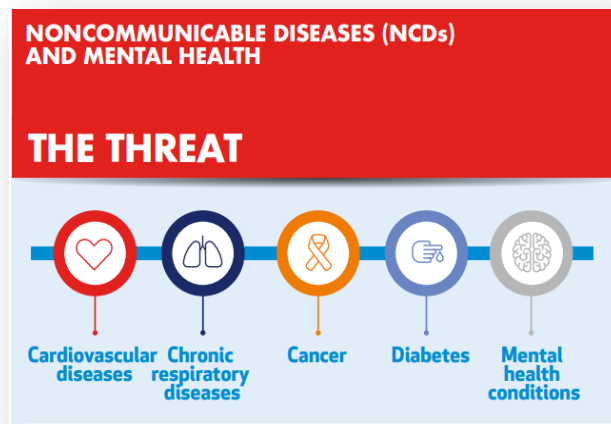 NONCOMMUNICABLE DISEASES (NCDs)
AND MENTAL HEALTH
THE THREAT
Cardiovascular
diseases
Chronic
respiratory
diseases
Cancer
Diabetes
Mental
health
conditions